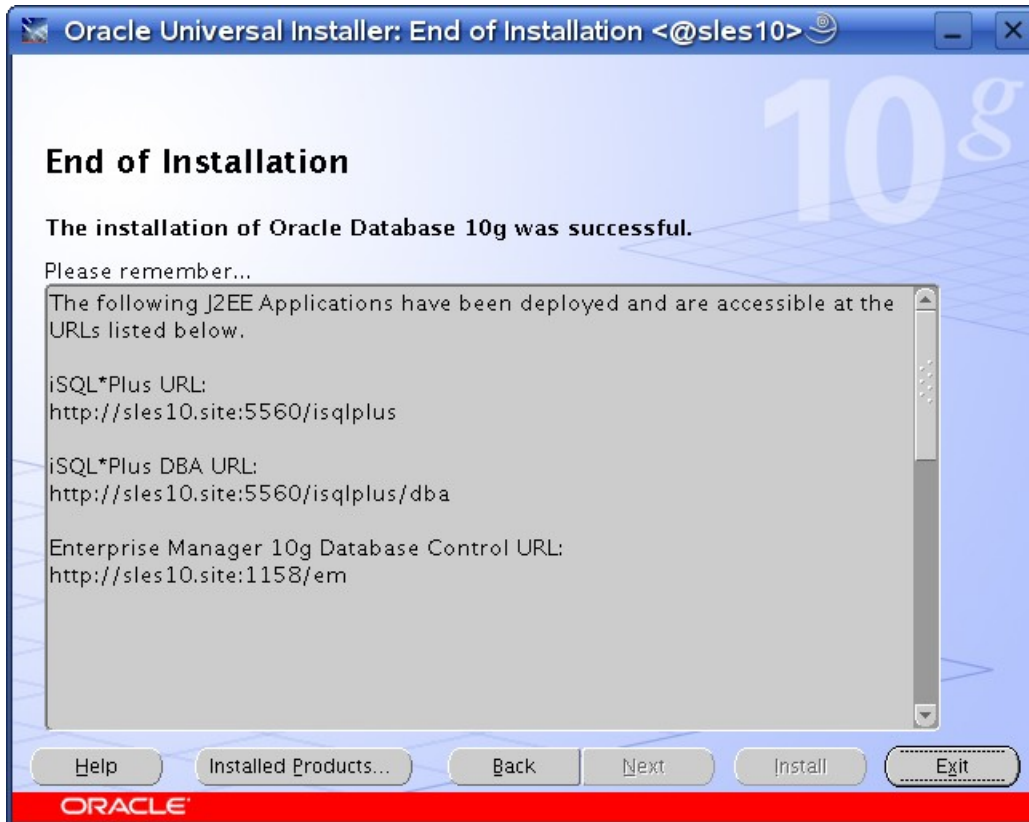 Oracle Universal Installer: End of Installation <@sles10>
10g
End of Installation
The installation of Oracle Database 10g was successful.
Please remember...
The following J2EE Applications have been deployed and are accessible at the
URLs listed below.
iSQL*Plus URL:
http://sles10.site:5560/isqlplus
iSQL*Plus DBA URL:
http://sles10.site:5560/isqlplus/dba
Enterprise Manager 10g Database Control URL:
http://sles10.site:1158/em
Help Installed Products... Back Next Install Exit
ORACLE